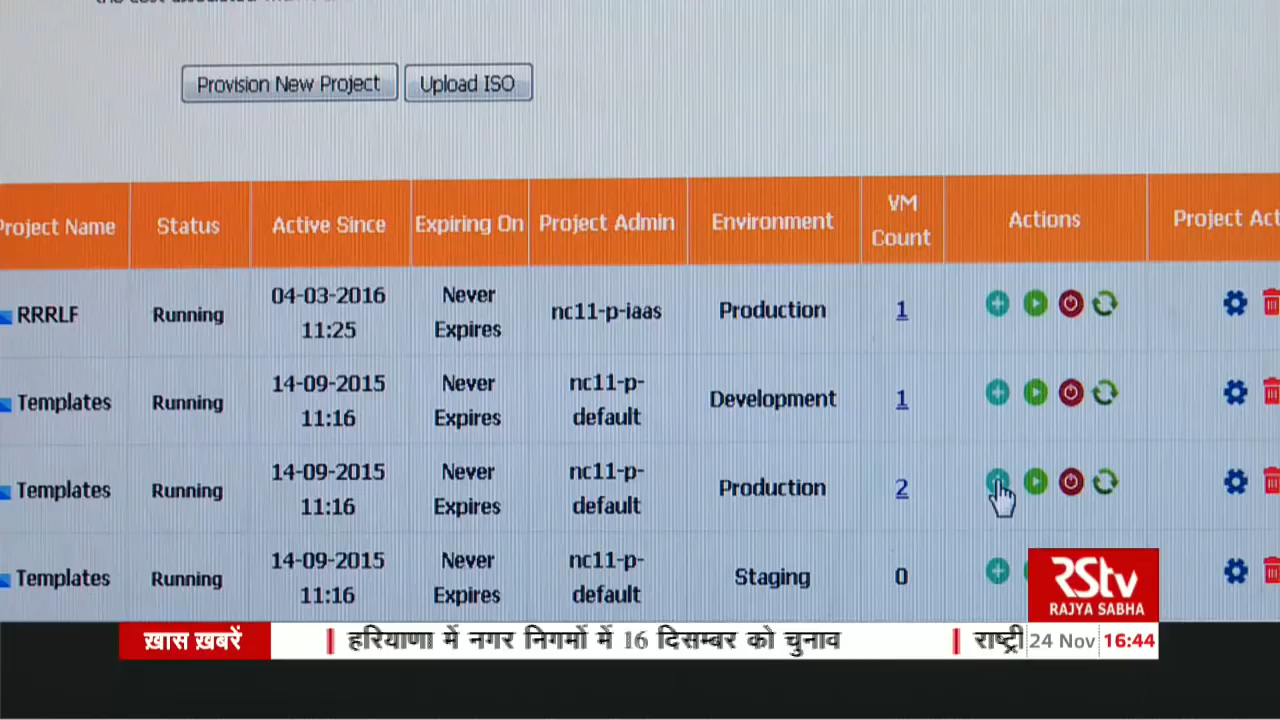 Provision New Project Upload ISO
Project Name Status Active Since Expiring On Project Admin Environment VM Count Actions Project
RRRLF Running 04-03-2016 11:25 Never Expires nc11-p-iaas Production 1
Templates Running 14-09-2015 11:16 Never Expires nc11-p-default Development 1
Templates Running 14-09-2015 11:16 Never Expires nc11-p-default Production 2
Templates Running 14-09-2015 11:16 Never Expires nc11-p-default Staging 0
RStv
RAJYA SABHA
ख़ास ख़बरें हरियाणा में नगर निगमों में 16 दिसम्बर को चुनाव राष्ट्री 24 Nov 16:44